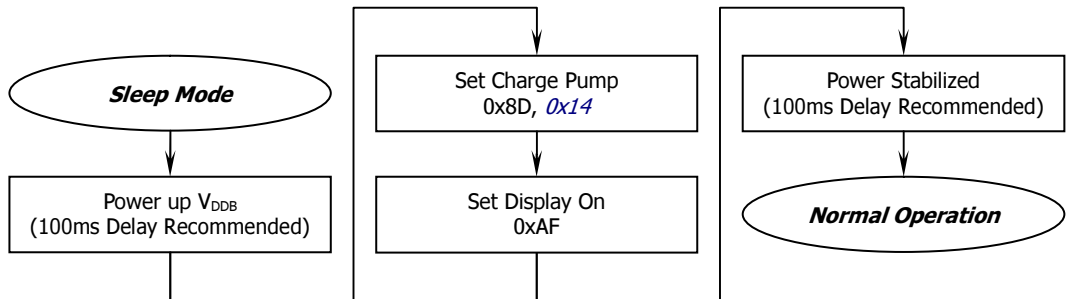 Sleep Mode
Power up VDDB
(100ms Delay Recommended)
Set Charge Pump
0x8D, 0x14
Set Display On
0xAF
Power Stabilized
(100ms Delay Recommended)
Normal Operation